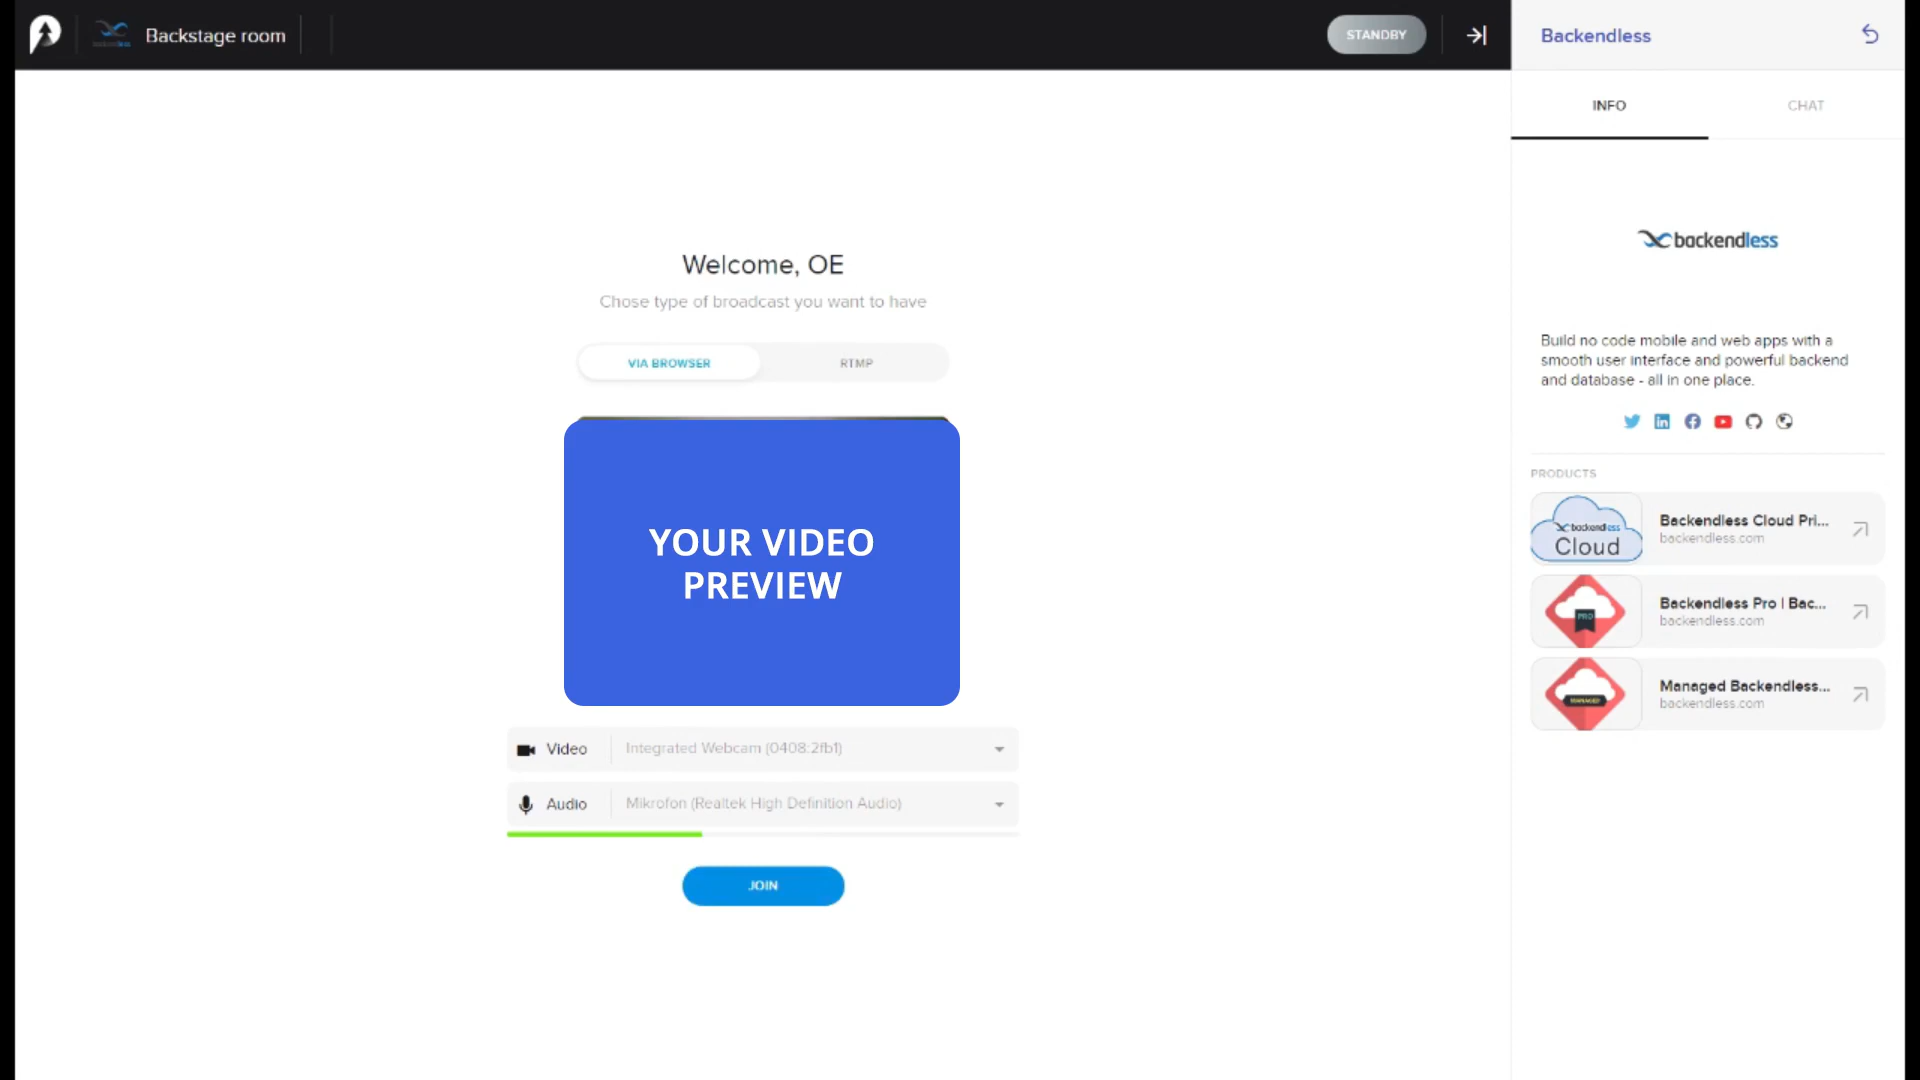 Backstage room
STANDBY
Backendless
INFO
CHAT
Welcome, OE
Chose type of broadcast you want to have
VIA BROWSER
RTMP
YOUR VIDEO
PREVIEW
Video
Integrated Webcam (0408:2fb1)
Audio
Mikrofon (Realtek High Definition Audio)
JOIN
backendless
Build no code mobile and web apps with a
smooth user interface and powerful backend
and database - all in one place.
PRODUCTS
backendless
Cloud
Backendless Cloud Pri...
backendless.com
PRO
Backendless Pro | Bac...
backendless.com
MANAGED
Managed Backendless...
backendless.com